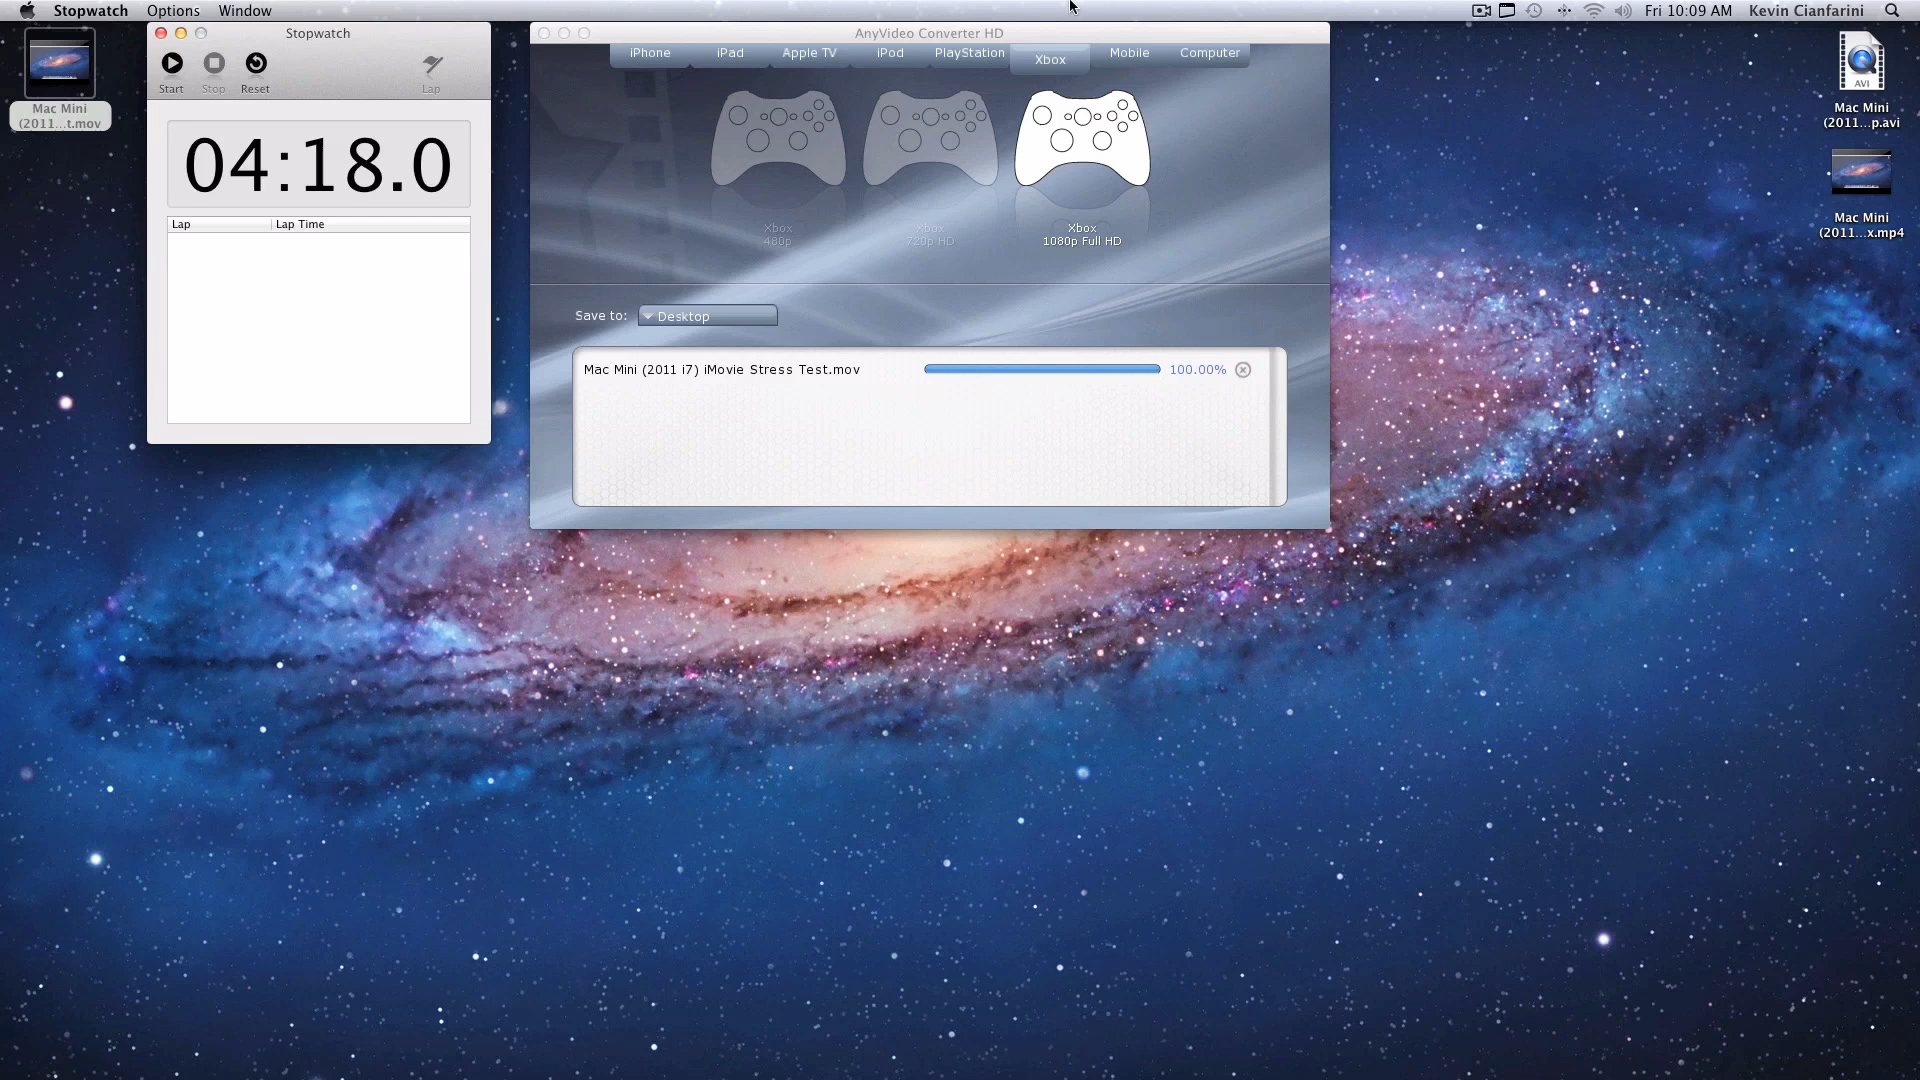 Stopwatch Options Window
Fri 10:09 AM Kevin Cianfarini
Mac Mini
(2011...t.mov
Stopwatch
Start Stop Reset Lap
04:18.0
Lap Lap Time
AnyVideo Converter HD
iPhone iPad Apple TV iPod PlayStation Xbox Mobile Computer
Xbox
480p
Xbox
720p HD
Xbox
1080p Full HD
Save to: Desktop
Mac Mini (2011 i7) iMovie Stress Test.mov 100.00%
AVI
Mac Mini
(2011...p.avi
Mac Mini
(2011...x.mp4